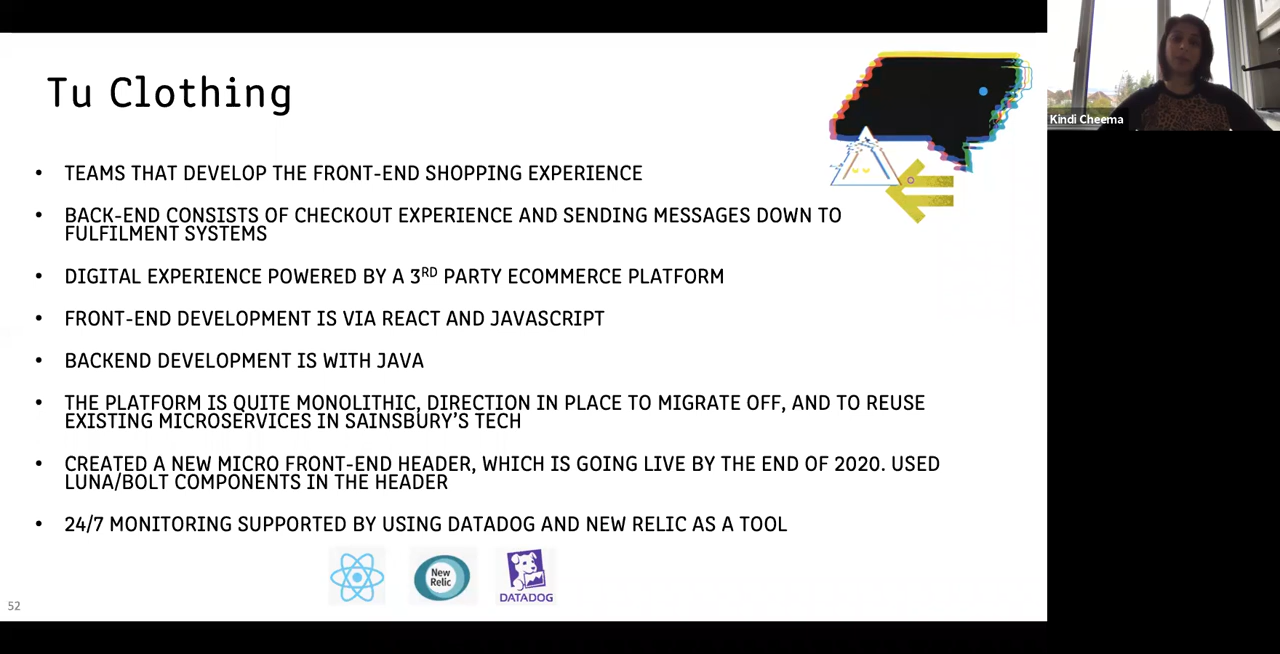 Tu Clothing
Kindi Cheema
• TEAMS THAT DEVELOP THE FRONT-END SHOPPING EXPERIENCE
• BACK-END CONSISTS OF CHECKOUT EXPERIENCE AND SENDING MESSAGES DOWN TO
FULFILMENT SYSTEMS
• DIGITAL EXPERIENCE POWERED BY A 3RD PARTY ECOMMERCE PLATFORM
• FRONT-END DEVELOPMENT IS VIA REACT AND JAVASCRIPT
• BACKEND DEVELOPMENT IS WITH JAVA
• THE PLATFORM IS QUITE MONOLITHIC, DIRECTION IN PLACE TO MIGRATE OFF, AND TO REUSE
EXISTING MICROSERVICES IN SAINSBURY'S TECH
• CREATED A NEW MICRO FRONT-END HEADER, WHICH IS GOING LIVE BY THE END OF 2020. USED
LUNA/BOLT COMPONENTS IN THE HEADER
• 24/7 MONITORING SUPPORTED BY USING DATADOG AND NEW RELIC AS A TOOL
New
Relic
DATADOG
52